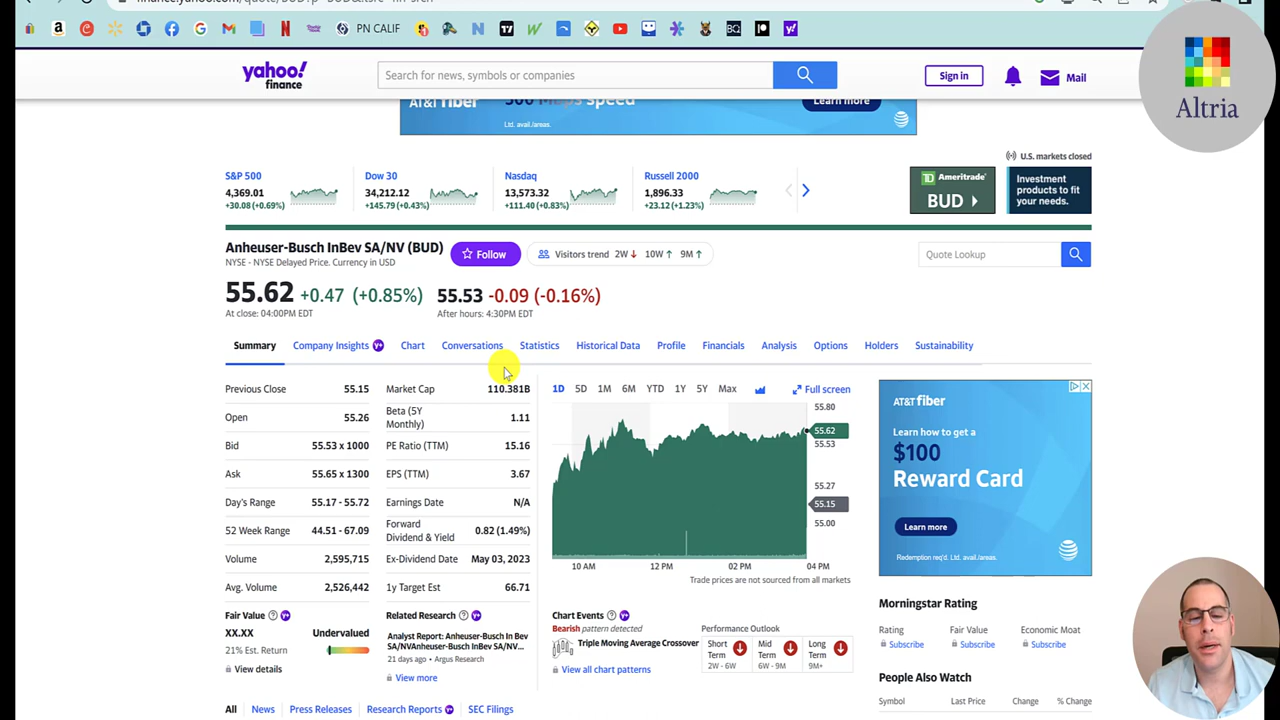 PN CALIF
yahoo!
finance
Search for news, symbols or companies
Sign in
Mail
Altria
AT&T fiber
Learn more
Ltd. avail./areas.
U.S. markets closed
S&P 500
4,369.01
+30.08 (+0.69%)
Dow 30
34,212.12
+145.79 (+0.43%)
Nasdaq
13,573.32
+111.40 (+0.83%)
Russell 2000
1,896.33
+23.12 (+1.23%)
TD Ameritrade
BUD
Investment
products to fit
your needs.
Anheuser-Busch InBev SA/NV (BUD)
Follow
Visitors trend 2W↓ 10W↑ 9M↑
Quote Lookup
NYSE - NYSE Delayed Price. Currency in USD
55.62 +0.47 (+0.85%)
At close: 04:00PM EDT
55.53 -0.09 (-0.16%)
After hours: 4:30PM EDT
Summary Company Insights Y+ Chart Conversations Statistics Historical Data Profile Financials Analysis Options Holders Sustainability
Previous Close 55.15
Open 55.26
Bid 55.53 x 1000
Ask 55.65 x 1300
Day's Range 55.17 - 55.72
52 Week Range 44.51 - 67.09
Volume 2,595,715
Avg. Volume 2,526,442
Market Cap 110.381B
Beta (5Y
Monthly) 1.11
PE Ratio (TTM) 15.16
EPS (TTM) 3.67
Earnings Date N/A
Forward
Dividend & Yield 0.82 (1.49%)
Ex-Dividend Date May 03, 2023
1y Target Est 66.71
1D 5D 1M 6M YTD 1Y 5Y Max
Full screen
55.80
55.62
55.53
55.27
55.15
55.00
10 AM 12 PM 02 PM 04 PM
Trade prices are not sourced from all markets
AT&T fiber
Learn how to get a
$100
Reward Card
Learn more
Redemption req'd. Ltd. avail/areas.
Fair Value Y+
XX.XX Undervalued
21% Est. Return
View details
Related Research Y+
Analyst Report: Anheuser-Busch In Bev
SA/NVAnheuser-Busch In Bev SA/NV...
21 days ago • Argus Research
View more
Chart Events Y+
Bearish pattern detected
Triple Moving Average Crossover
View all chart patterns
Performance Outlook
Short
Term
2W - 6W
Mid
Term
6W - 9M
Long
Term
9M+
Morningstar Rating
Rating Fair Value Economic Moat
Subscribe Subscribe Subscribe
People Also Watch
Symbol Last Price Change % Change
All News Press Releases Research Reports Y+ SEC Filings